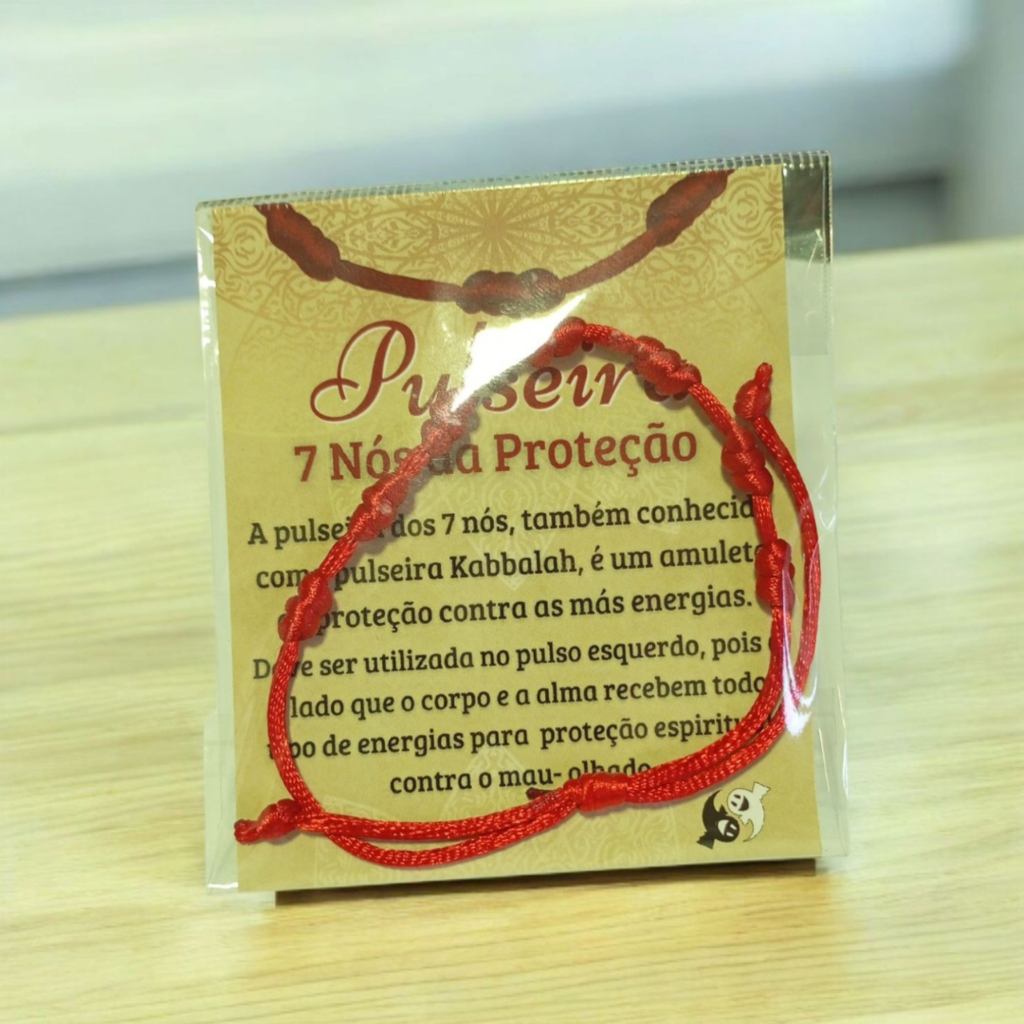 Pulseira
7 Nós da Proteção
A pulseira dos 7 nós, também conhecida
como pulseira Kabbalah, é um amuleto
de proteção contra as más energias.
Deve ser utilizada no pulso esquerdo, pois é
lado que o corpo e a alma recebem todo
tipo de energias para proteção espiritual
contra o mau- olhado